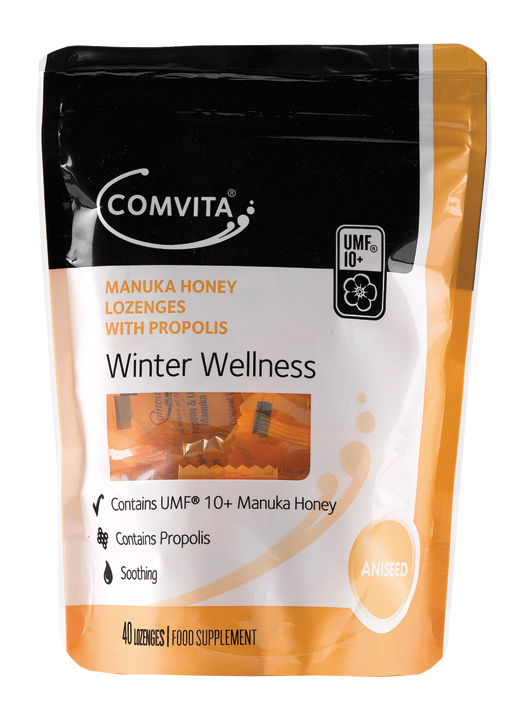 COMVITA®
UMF®
10+
MANUKA HONEY
LOZENGES
WITH PROPOLIS
Winter Wellness
Contains UMF® 10+ Manuka Honey
Contains Propolis
Soothing
ANISEED
40 LOZENGES | FOOD SUPPLEMENT